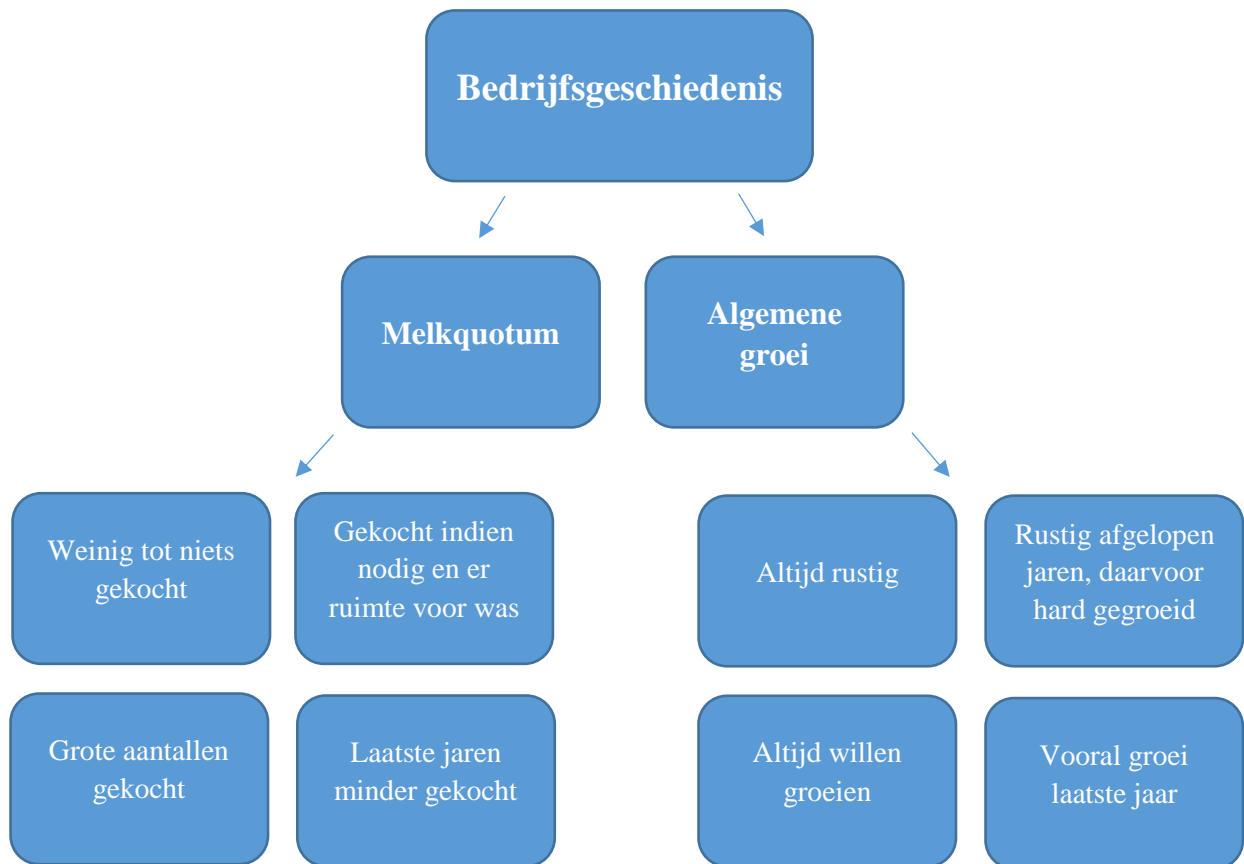 Bedrijfsgeschiedenis
Melkquotum
Algemene
groei
Weinig tot niets
gekocht
Gekocht indien
nodig en er
ruimte voor was
Altijd rustig
Rustig afgelopen
jaren, daarvoor
hard gegroeid
Grote aantallen
gekocht
Laatste jaren
minder gekocht
Altijd willen
groeien
Vooral groei
laatste jaar